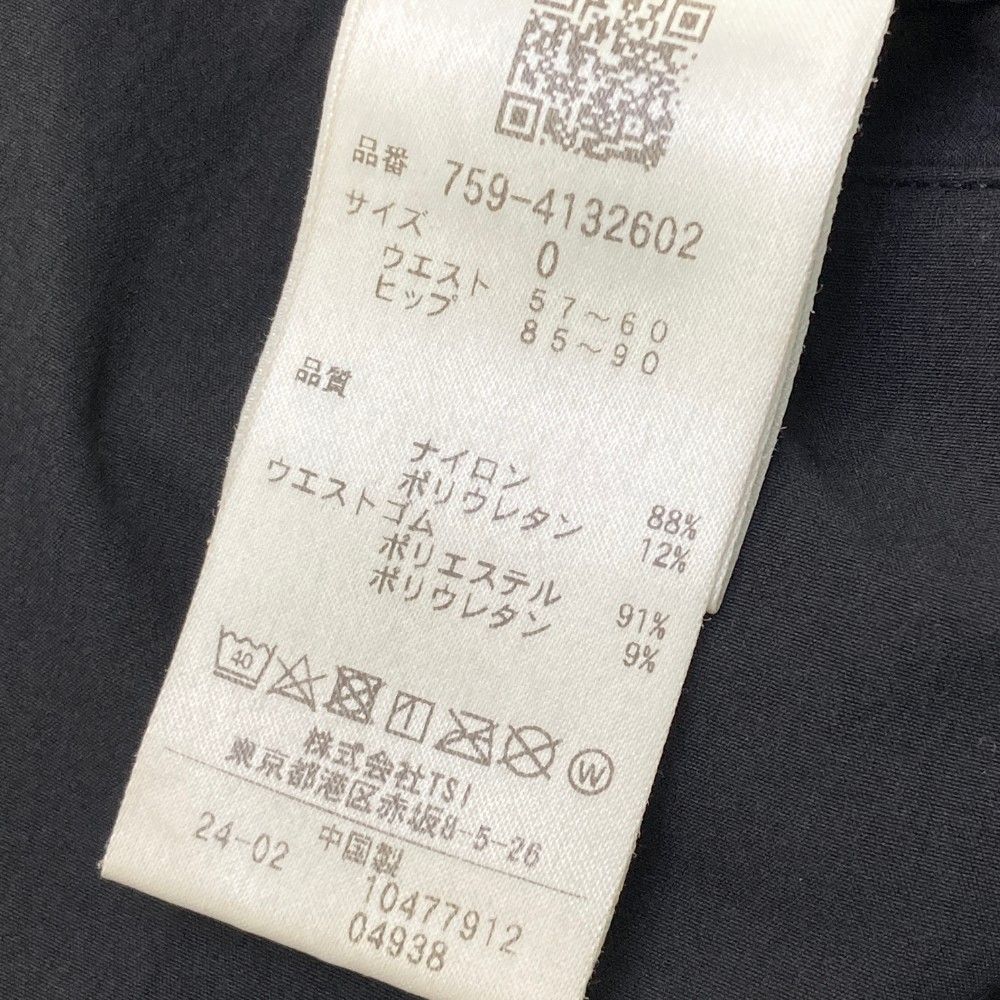 品番 759-4132602
サイズ 0
ウエスト 57～60
ヒップ 85～90
品質
ナイロン 88%
ポリウレタン 12%
ウエストゴム
ポリエステル 91%
ポリウレタン 9%
40 W
株式会社TSI
東京都港区赤坂8-5-26
24-02 中国製
10477912
04938